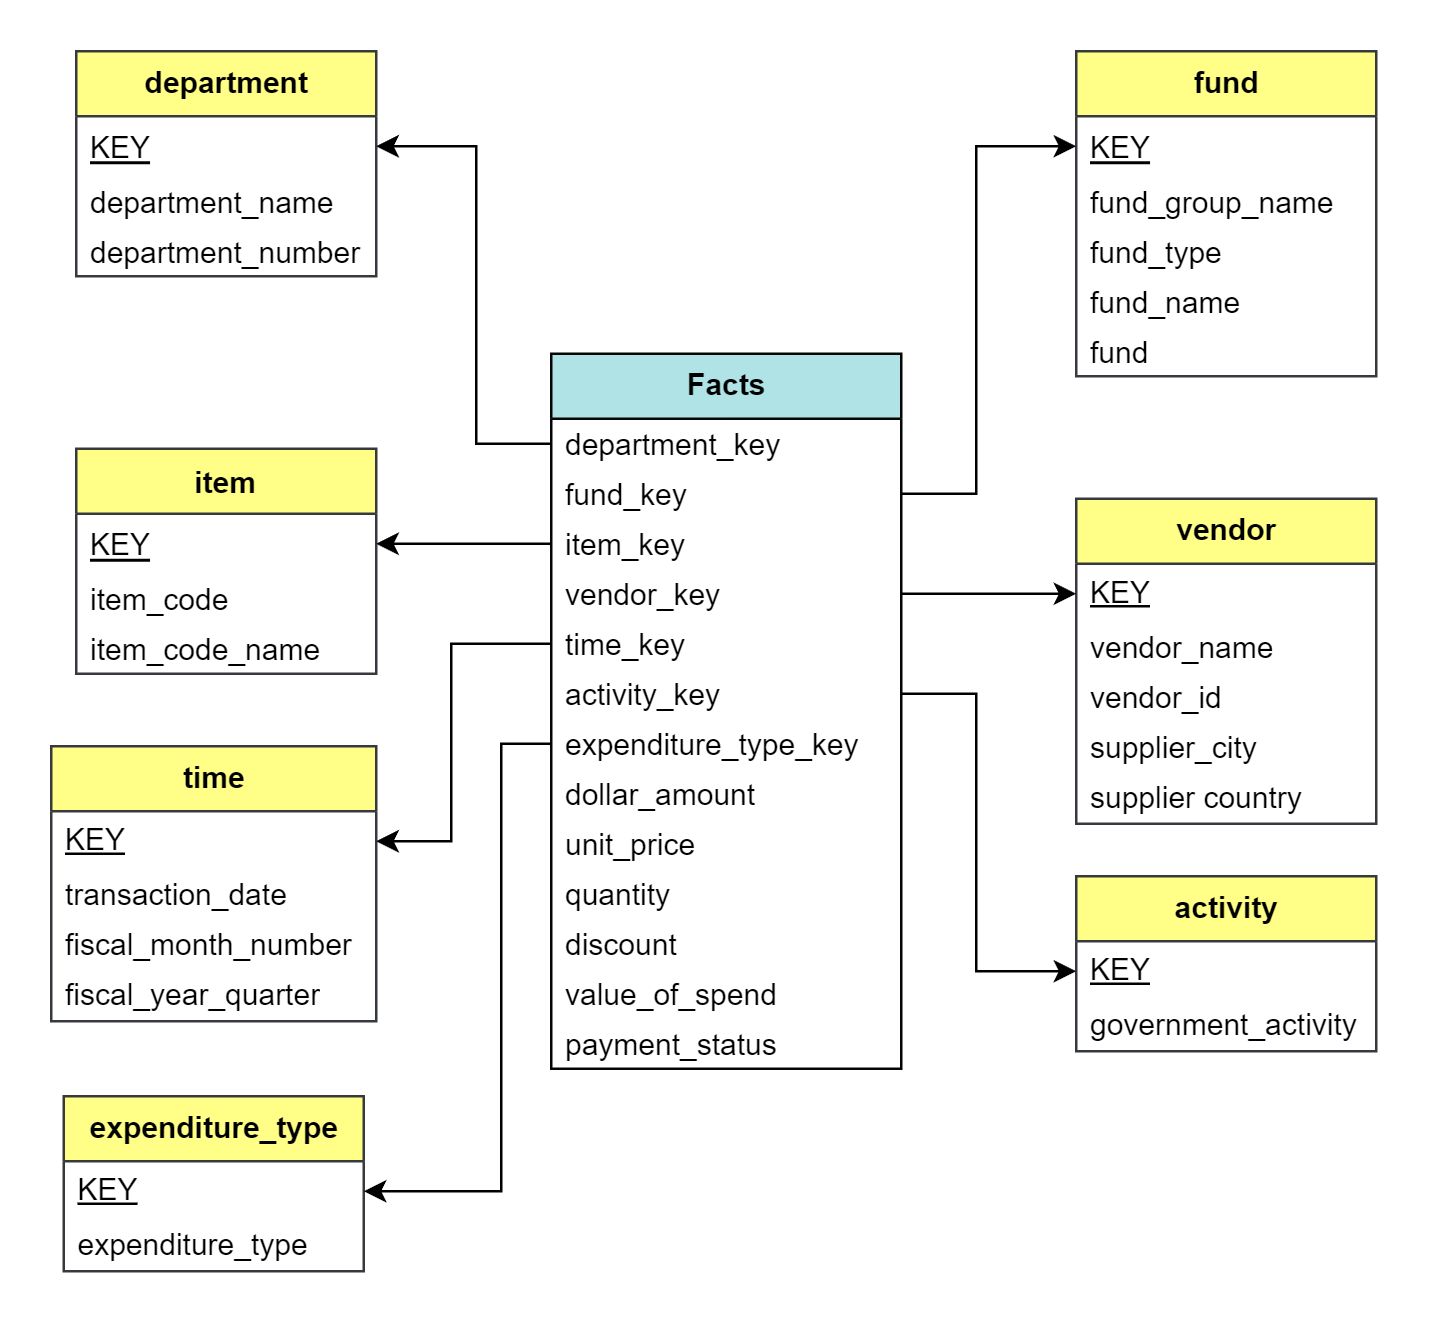 department
KEY
department_name
department_number
item
KEY
item_code
item_code_name
time
KEY
transaction_date
fiscal_month_number
fiscal_year_quarter
expenditure_type
KEY
expenditure_type
Facts
department_key
fund_key
item_key
vendor_key
time_key
activity_key
expenditure_type_key
dollar_amount
unit_price
quantity
discount
value_of_spend
payment_status
fund
KEY
fund_group_name
fund_type
fund_name
fund
vendor
KEY
vendor_name
vendor_id
supplier_city
supplier country
activity
KEY
government_activity